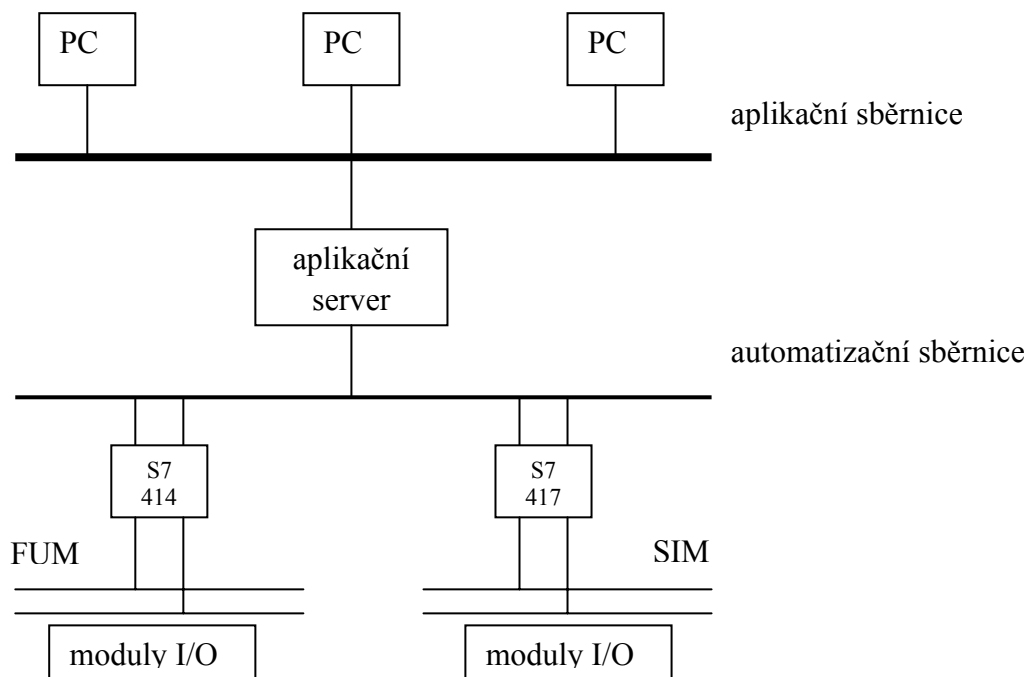 PC PC PC
aplikační sběrnice
aplikační
server
automatizační sběrnice
S7 S7
414 417
FUM SIM
moduly I/O moduly I/O